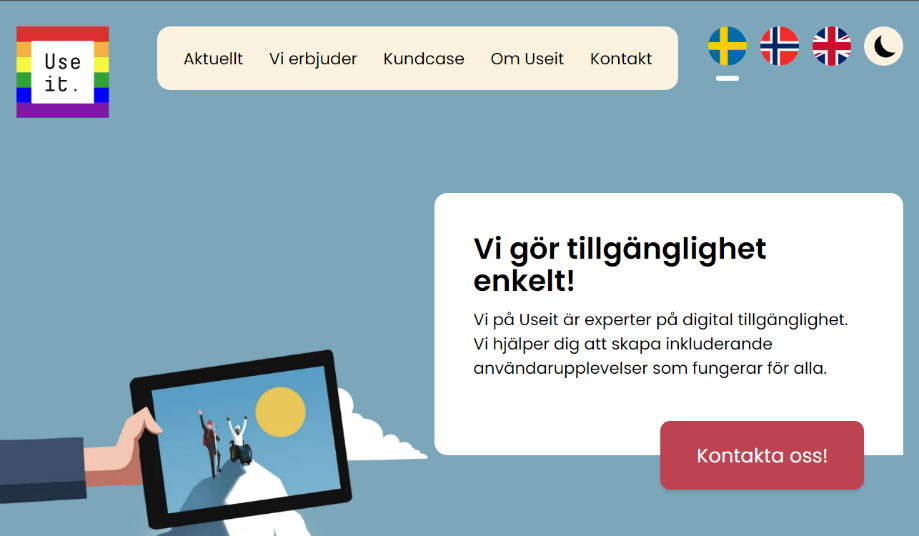 Use
it.
Aktuellt Vi erbjuder Kundcase Om Useit Kontakt
Vi gör tillgänglighet
enkelt!
Vi på Useit är experter på digital tillgänglighet.
Vi hjälper dig att skapa inkluderande
användarupplevelser som fungerar för alla.
Kontakta oss!